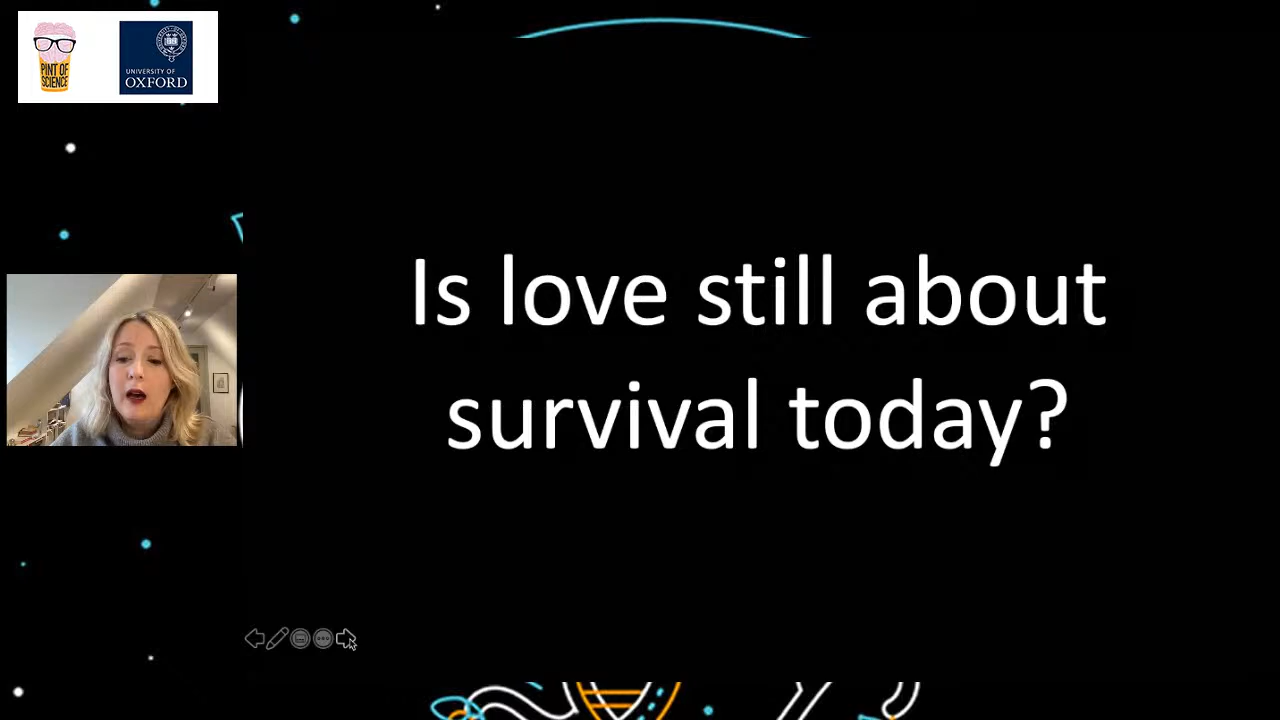 PINT OF
SCIENCE
UNIVERSITY OF
OXFORD
Is love still about
survival today?